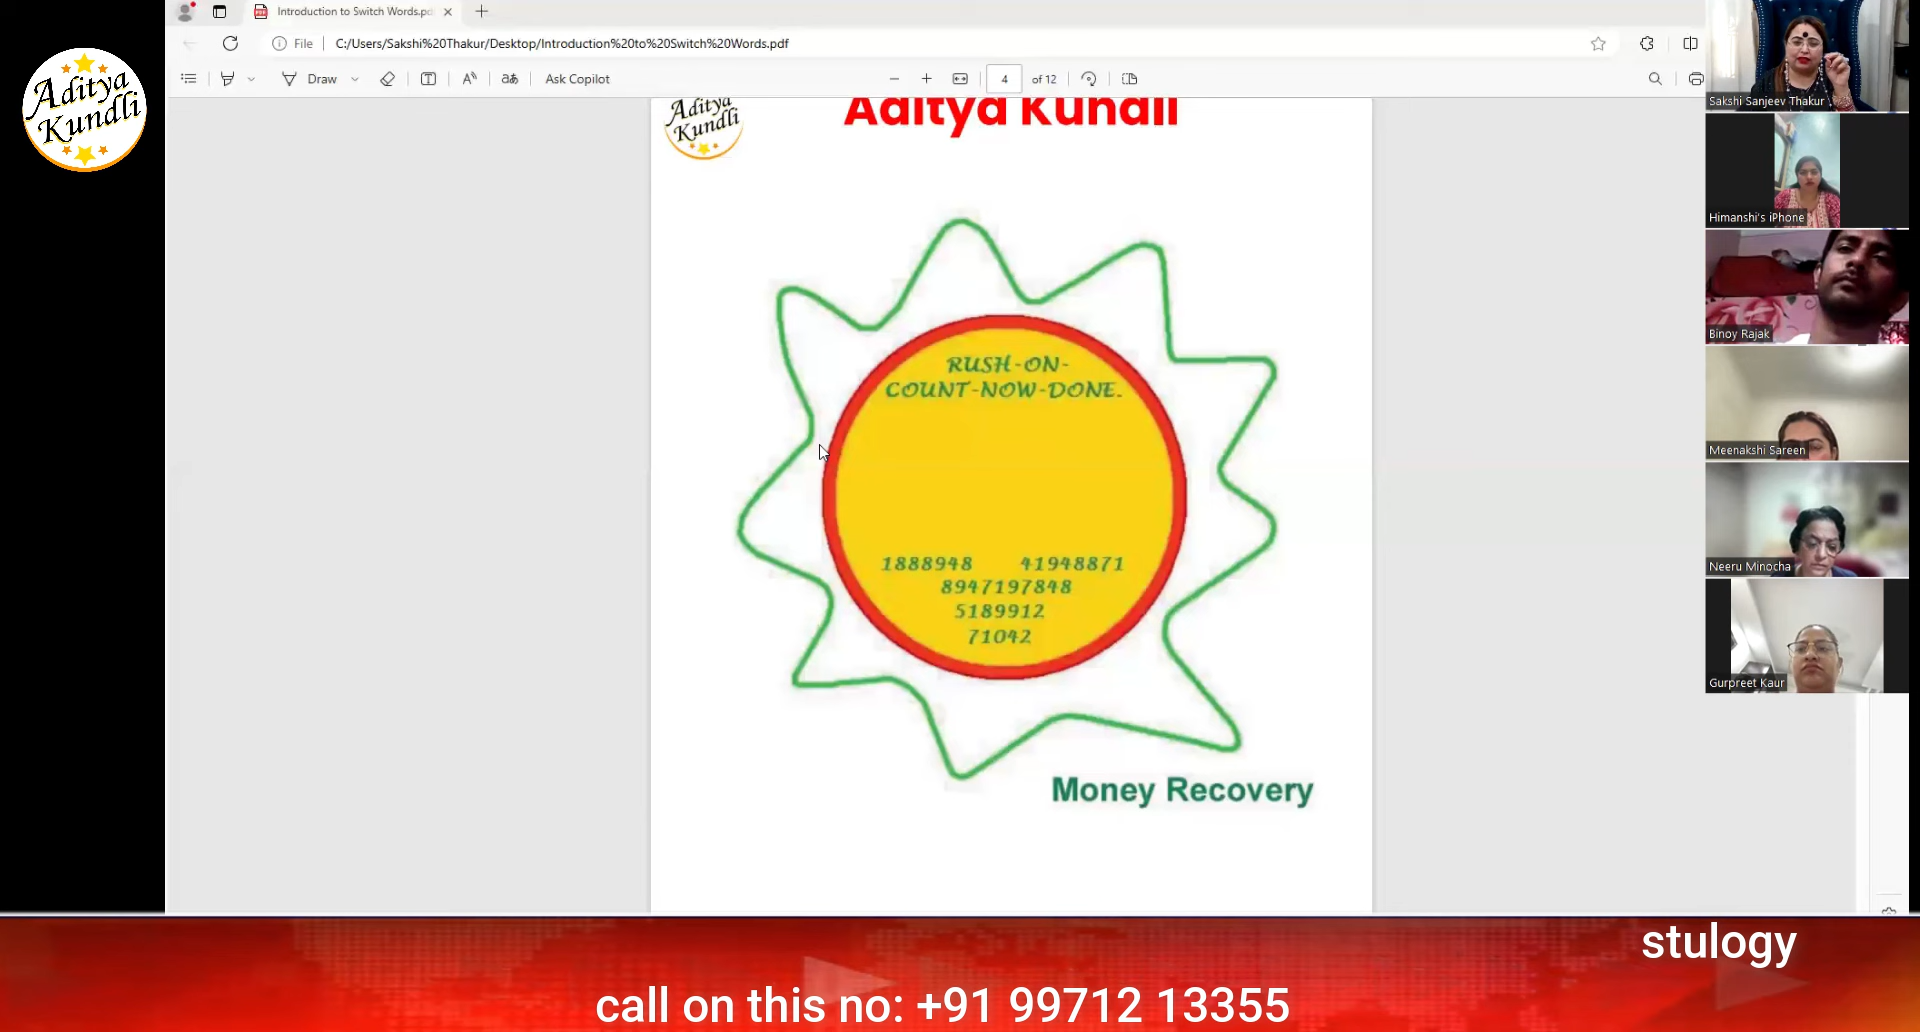 Aditya
Kundli
Introduction to Switch Words.pd
File
C:/Users/Sakshi%20Thakur/Desktop/Introduction%20to%20Switch%20Words.pdf
Draw
Ask Copilot
4
of 12
Aditya
Kundli
Aditya Kundli
RUSH-ON-
COUNT-NOW-DONE.
1888948 41948871
8947197848
5189912
71042
Money Recovery
Sakshi Sanjeev Thakur
Himanshi's iPhone
Binoy Rajak
Meenakshi Sareen
Neeru Minocha
Gurpreet Kaur
stulogy
call on this no: +91 99712 13355